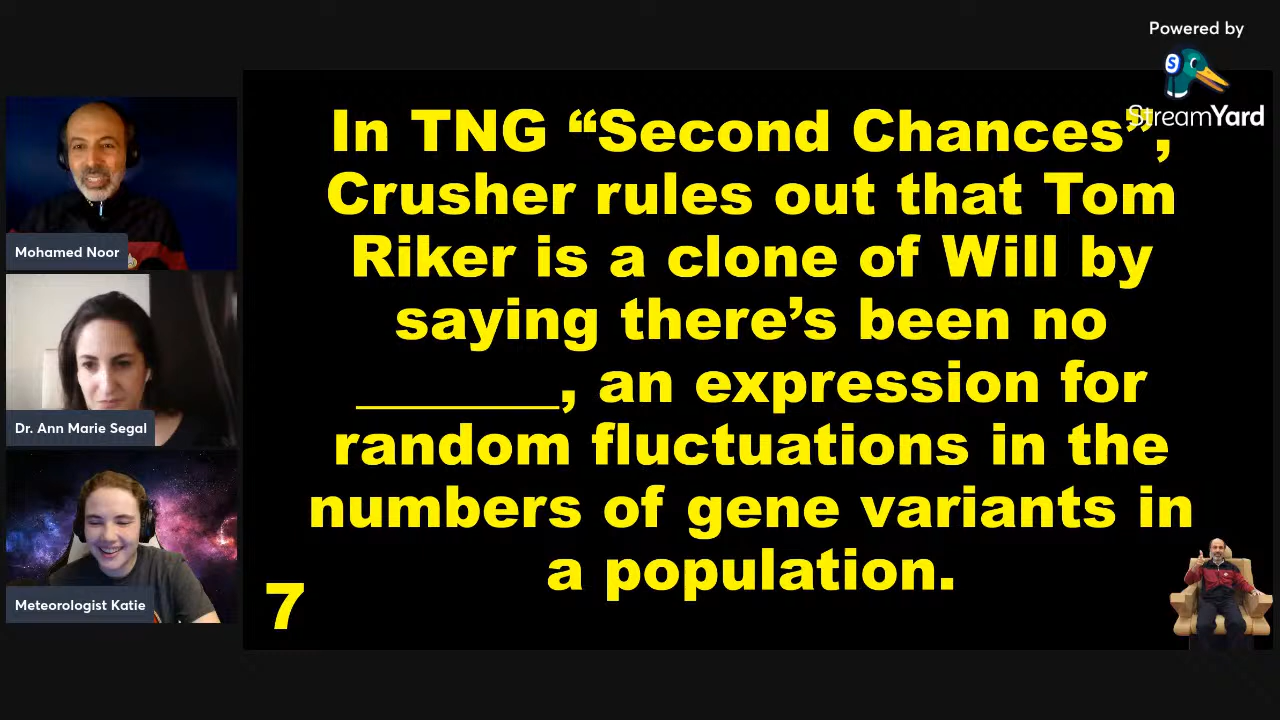 Powered by
StreamYard
In TNG “Second Chances”,
Crusher rules out that Tom
Riker is a clone of Will by
saying there’s been no
_______, an expression for
random fluctuations in the
numbers of gene variants in
a population.
7
Mohamed Noor
Dr. Ann Marie Segal
Meteorologist Katie